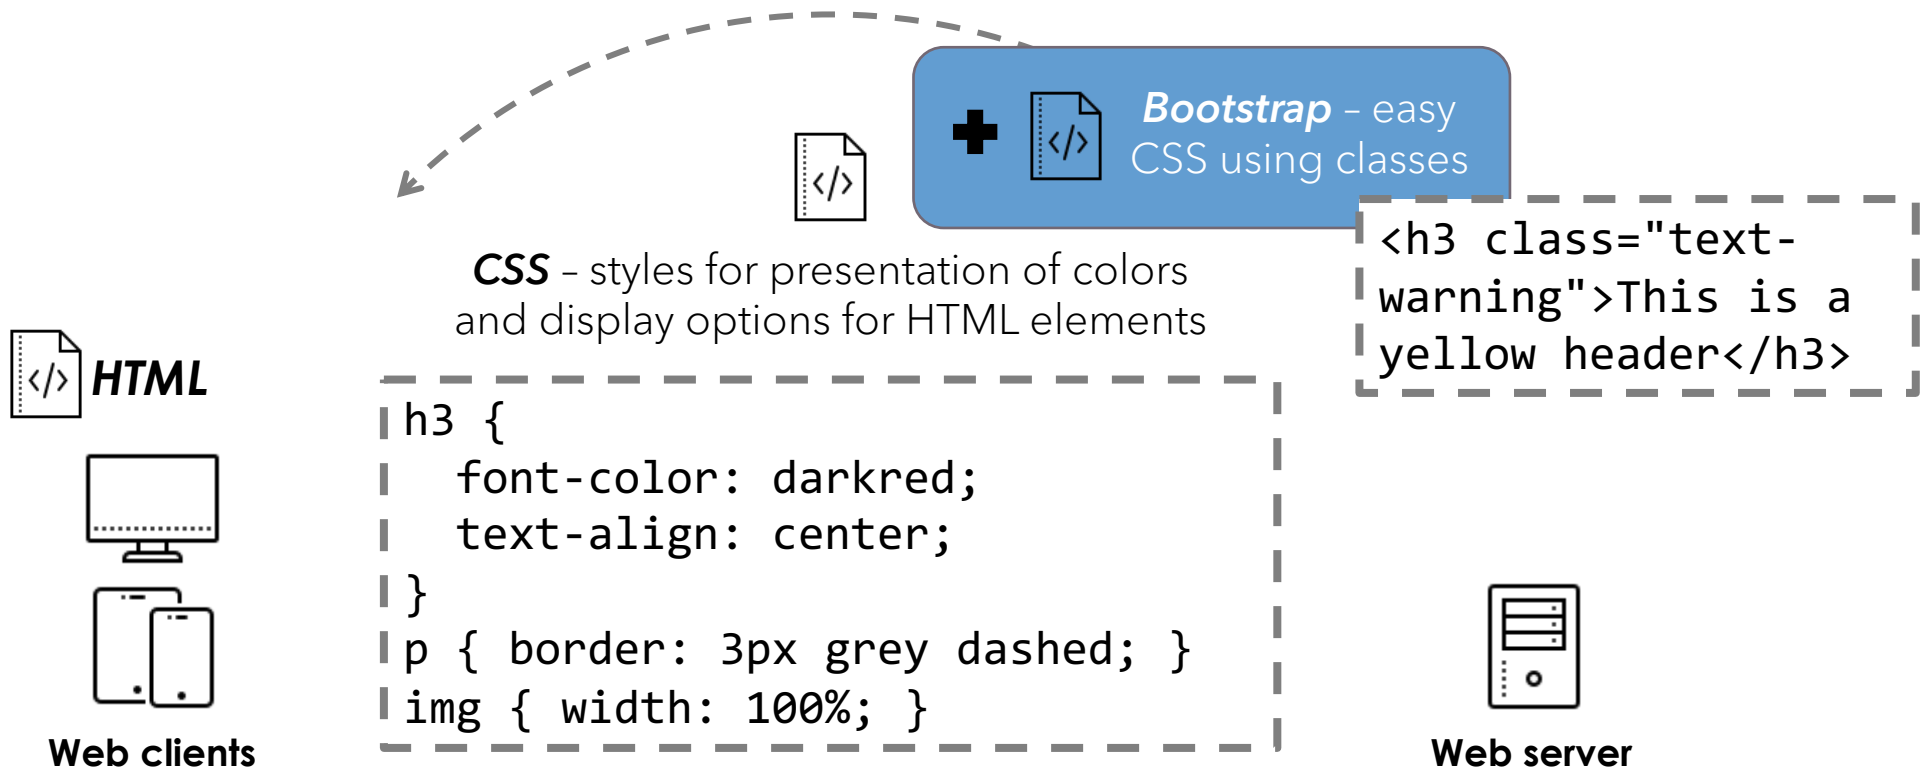 Bootstrap – easy
CSS using classes
</>
</>
<h3 class="text-
warning">This is a
yellow header</h3>
CSS – styles for presentation of colors
and display options for HTML elements
</>
HTML
h3 {
  font-color: darkred;
  text-align: center;
}
p { border: 3px grey dashed; }
img { width: 100%; }
Web clients
Web server